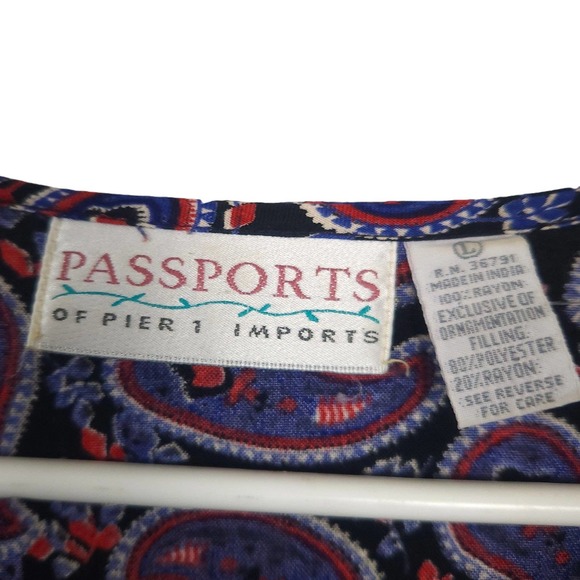 PASSPORTS
OF PIER 1 IMPORTS
L
R.N. 36731
MADE IN INDIA
100% RAYON
EXCLUSIVE OF
ORNAMENTATION
FILLING:
80% POLYESTER
20% RAYON:
SEE REVERSE
FOR CARE